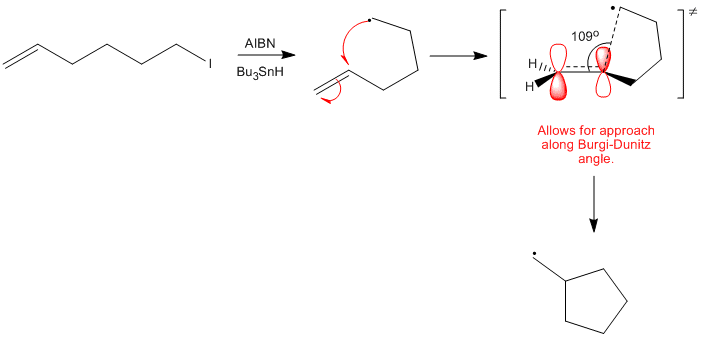 I
AIBN
Bu3SnH
109º
H
H
≠
Allows for approach
along Burgi-Dunitz
angle.